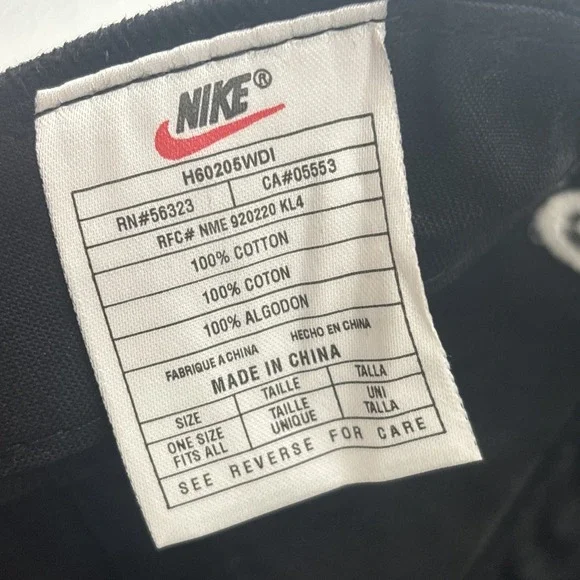 NIKE®
H60205WDI
RN#56323 CA#05553
RFC# NME 920220 KL4
100% COTTON
100% COTON
100% ALGODON
FABRIQUE A CHINA HECHO EN CHINA
MADE IN CHINA
SIZE TAILLE TALLA
ONE SIZE FITS ALL TAILLE UNIQUE UNI TALLA
SEE REVERSE FOR CARE